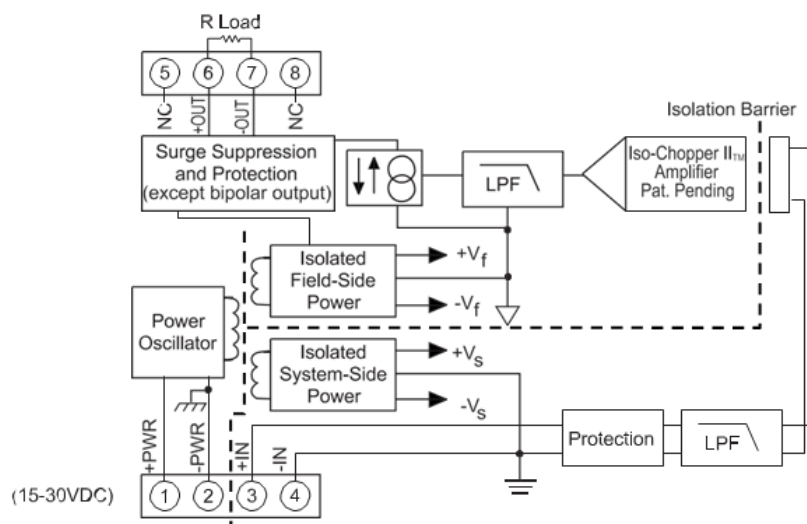 R Load
5 6 7 8
NC
+OUT
-OUT
NC
Isolation Barrier
Surge Suppression
and Protection
(except bipolar output)
LPF
Iso-Chopper II™
Amplifier
Pat. Pending
Isolated
Field-Side
Power
+Vf
-Vf
Power
Oscillator
Isolated
System-Side
Power
+Vs
-Vs
+PWR
-PWR
+IN
-IN
Protection
LPF
(15-30VDC)
1 2 3 4